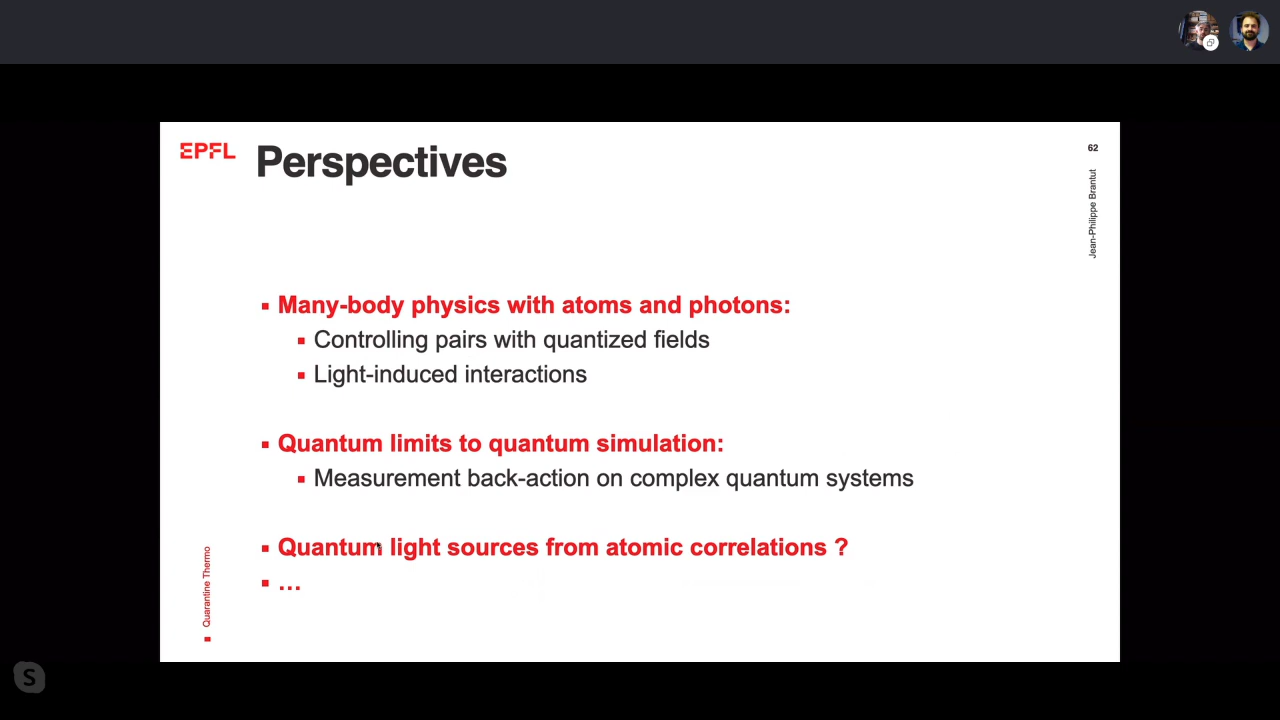 EPFL
Perspectives
62
Jean-Philippe Brantut
▪ Many-body physics with atoms and photons:
▪ Controlling pairs with quantized fields
▪ Light-induced interactions
▪ Quantum limits to quantum simulation:
▪ Measurement back-action on complex quantum systems
▪ Quantum light sources from atomic correlations ?
▪ ...
▪ Quarantine Thermo
S